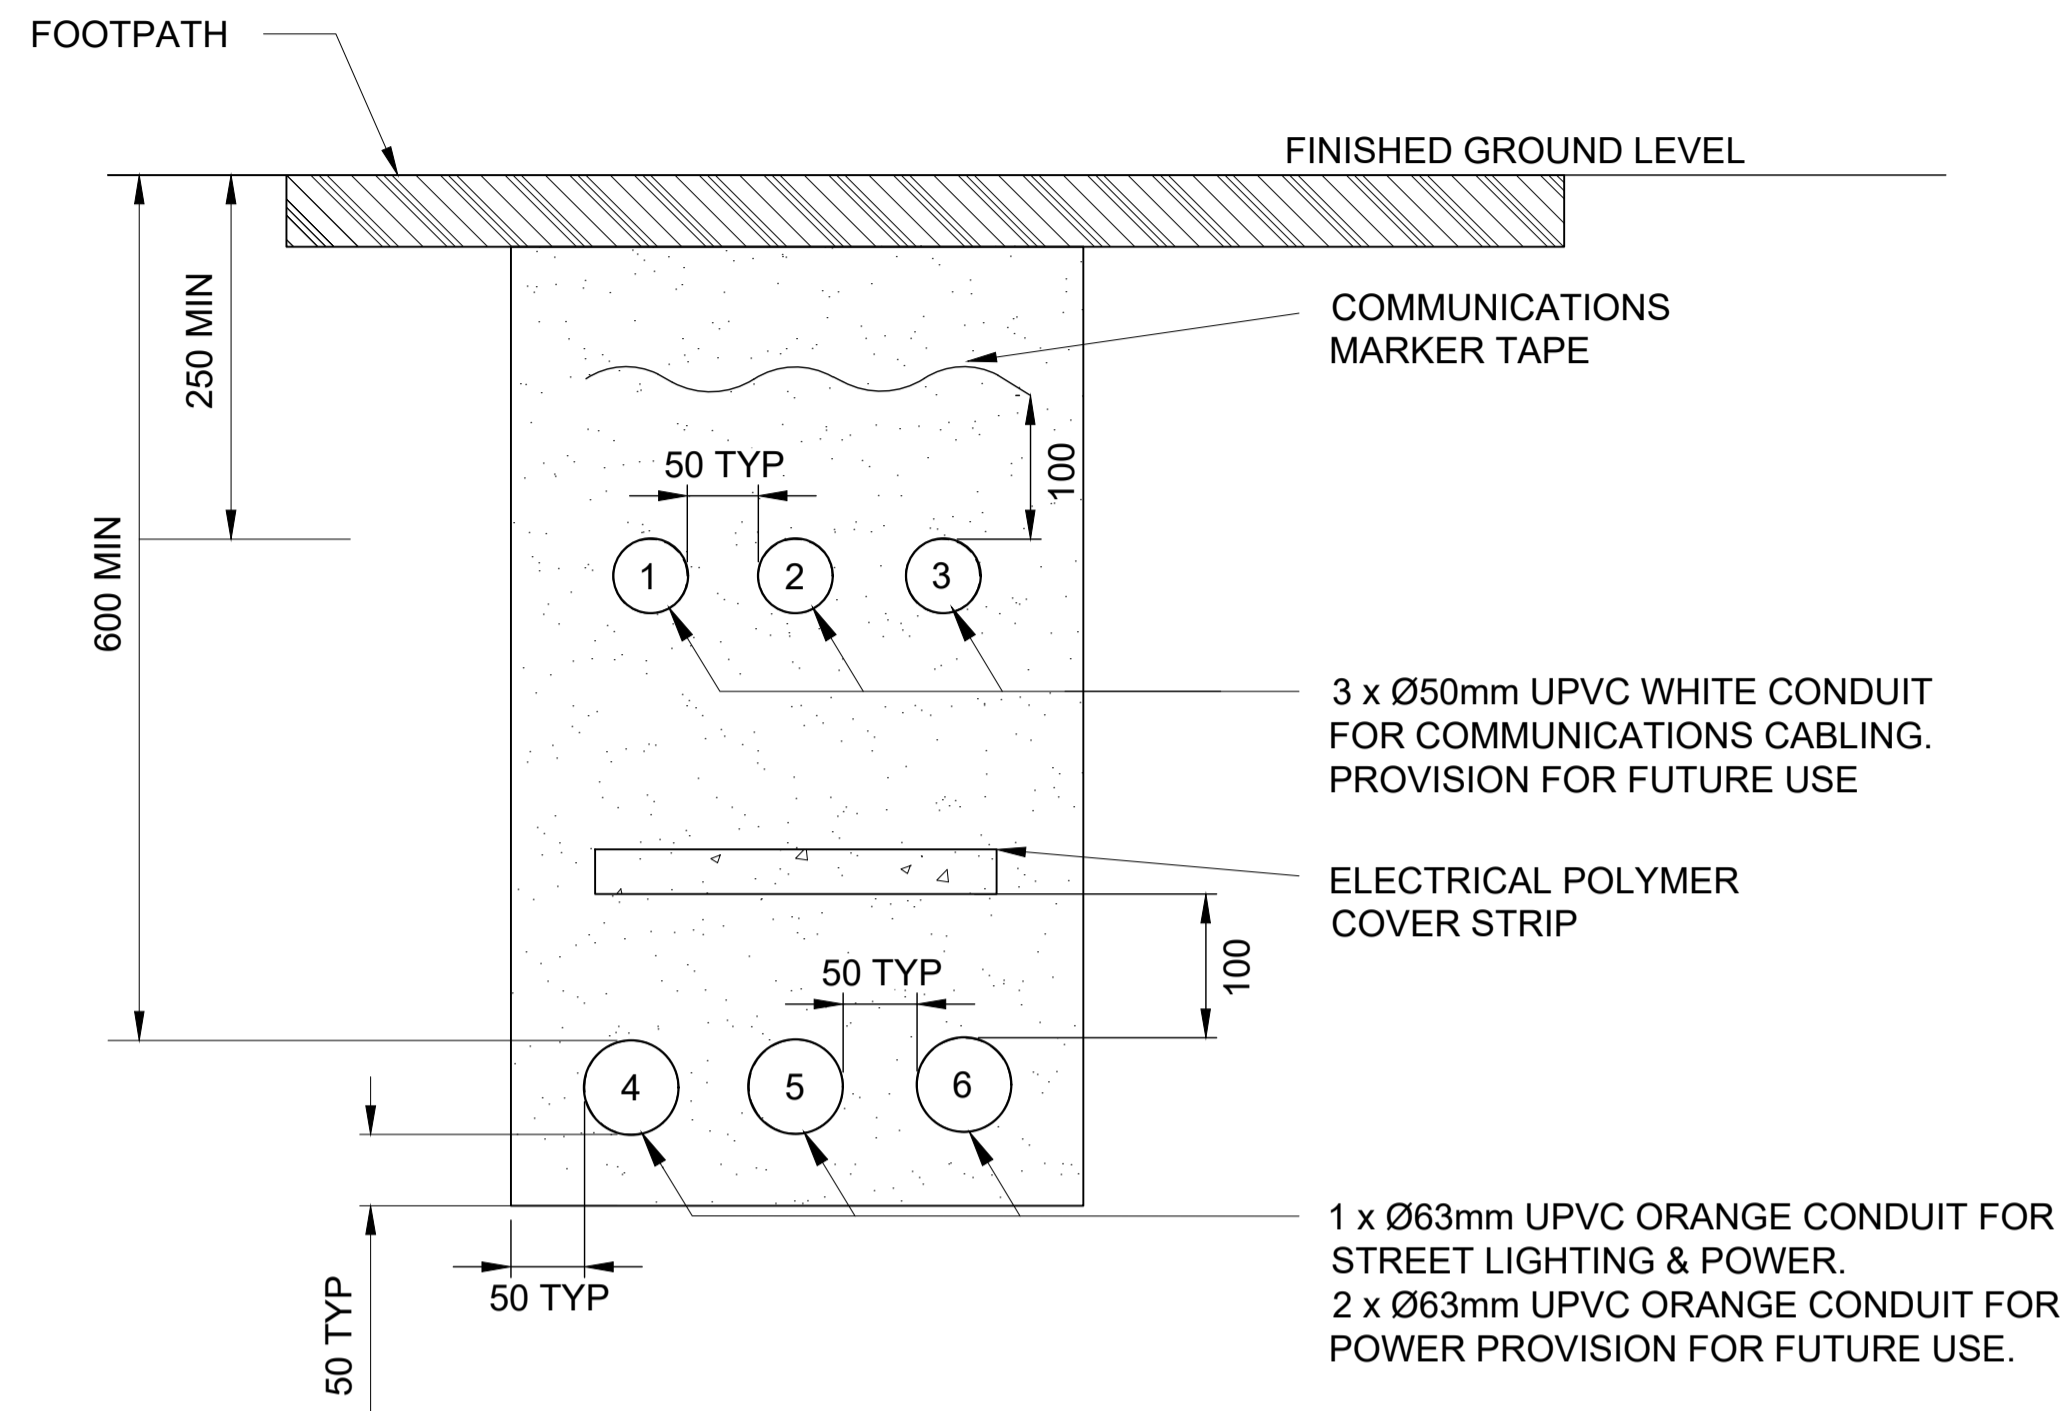 FOOTPATH
FINISHED GROUND LEVEL
250 MIN
600 MIN
COMMUNICATIONS
MARKER TAPE
50 TYP
100
1
2
3
3 x Ø50mm UPVC WHITE CONDUIT
FOR COMMUNICATIONS CABLING.
PROVISION FOR FUTURE USE
ELECTRICAL POLYMER
COVER STRIP
50 TYP
100
4
5
6
1 x Ø63mm UPVC ORANGE CONDUIT FOR
STREET LIGHTING & POWER.
2 x Ø63mm UPVC ORANGE CONDUIT FOR
POWER PROVISION FOR FUTURE USE.
50 TYP
50 TYP